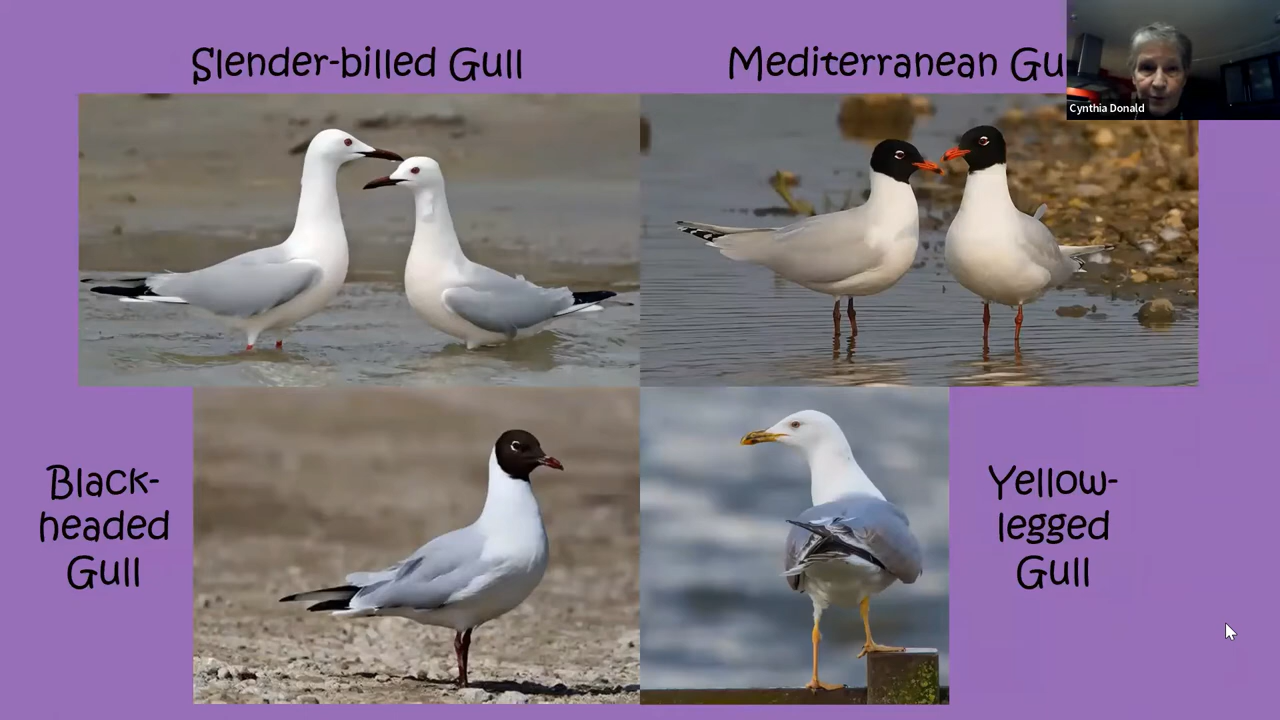 Slender-billed Gull
Mediterranean Gu
Cynthia Donald
Black-
headed
Gull
Yellow-
legged
Gull